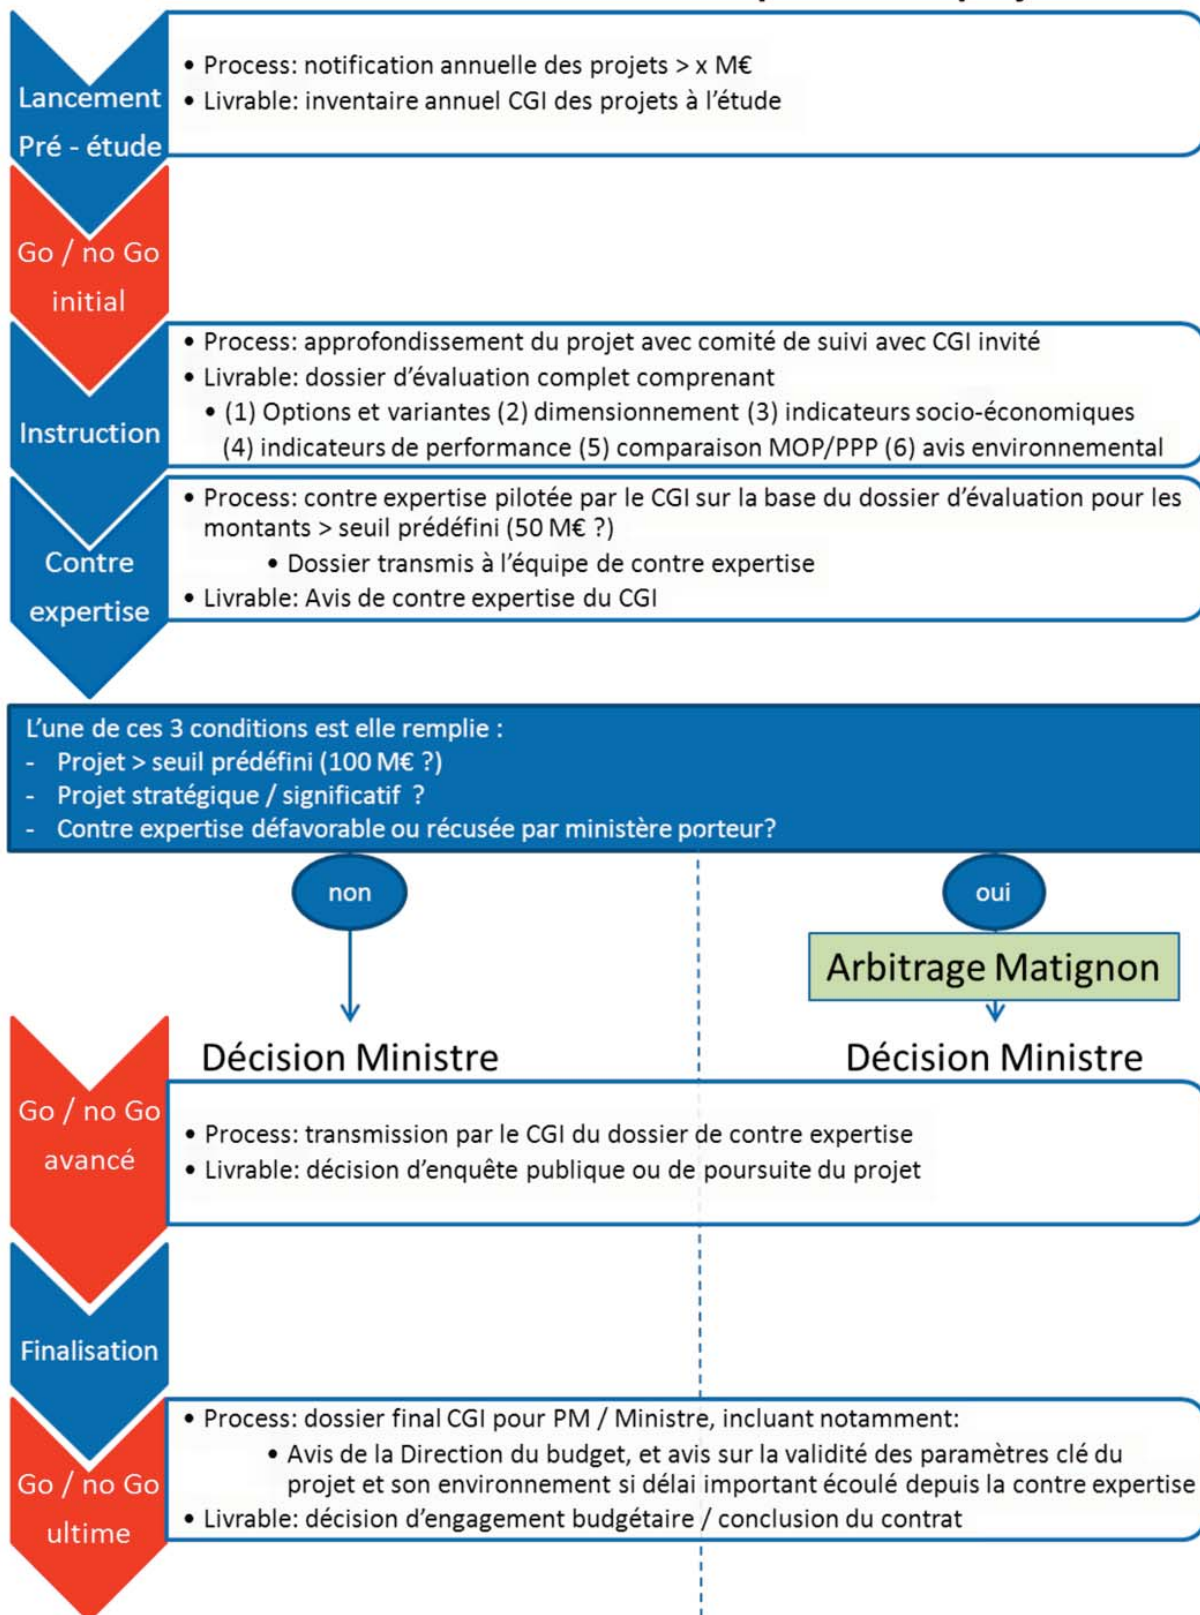 Lancement
Pré - étude
• Process: notification annuelle des projets > x M€
• Livrable: inventaire annuel CGI des projets à l'étude
Go / no Go
initial
Instruction
• Process: approfondissement du projet avec comité de suivi avec CGI invité
• Livrable: dossier d'évaluation complet comprenant
• (1) Options et variantes (2) dimensionnement (3) indicateurs socio-économiques
(4) indicateurs de performance (5) comparaison MOP/PPP (6) avis environnemental
Contre
expertise
• Process: contre expertise pilotée par le CGI sur la base du dossier d'évaluation pour les
montants > seuil prédéfini (50 M€ ?)
• Dossier transmis à l'équipe de contre expertise
• Livrable: Avis de contre expertise du CGI
L'une de ces 3 conditions est elle remplie :
- Projet > seuil prédéfini (100 M€ ?)
- Projet stratégique / significatif ?
- Contre expertise défavorable ou récusée par ministère porteur?
non
oui
Arbitrage Matignon
Décision Ministre
Décision Ministre
Go / no Go
avancé
• Process: transmission par le CGI du dossier de contre expertise
• Livrable: décision d'enquête publique ou de poursuite du projet
Finalisation
Go / no Go
ultime
• Process: dossier final CGI pour PM / Ministre, incluant notamment:
• Avis de la Direction du budget, et avis sur la validité des paramètres clé du
projet et son environnement si délai important écoulé depuis la contre expertise
• Livrable: décision d'engagement budgétaire / conclusion du contrat